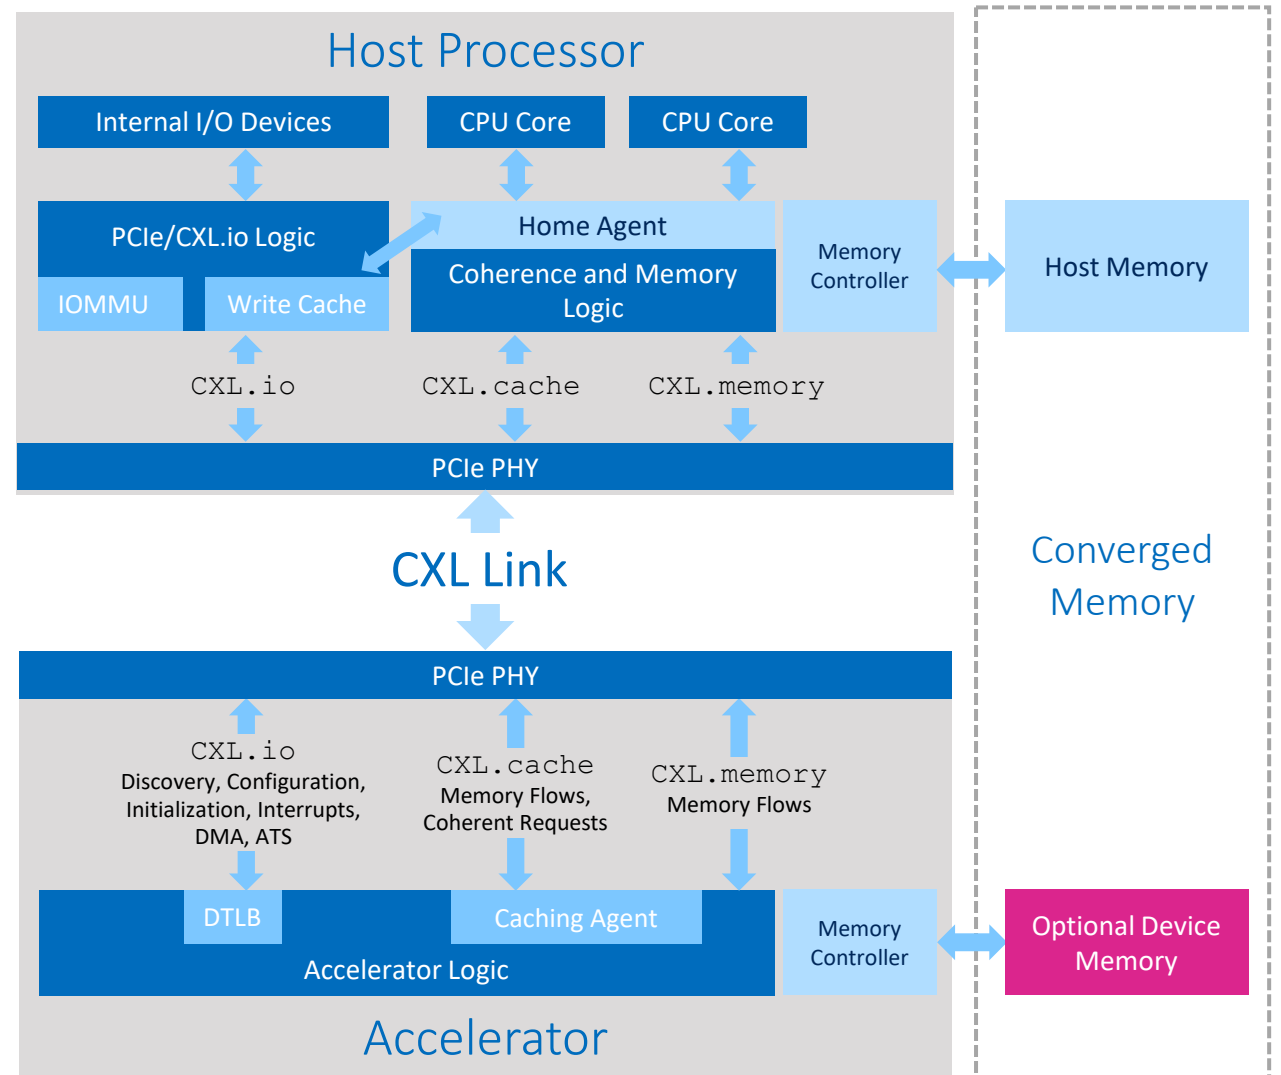 Host Processor
Internal I/O Devices
CPU Core
CPU Core
PCIe/CXL.io Logic
IOMMU
Write Cache
Home Agent
Coherence and Memory
Logic
Memory
Controller
Host Memory
CXL.io
CXL.cache
CXL.memory
PCIe PHY
CXL Link
Converged
Memory
PCIe PHY
CXL.io
Discovery, Configuration,
Initialization, Interrupts,
DMA, ATS
CXL.cache
Memory Flows,
Coherent Requests
CXL.memory
Memory Flows
DTLB
Caching Agent
Accelerator Logic
Memory
Controller
Optional Device
Memory
Accelerator